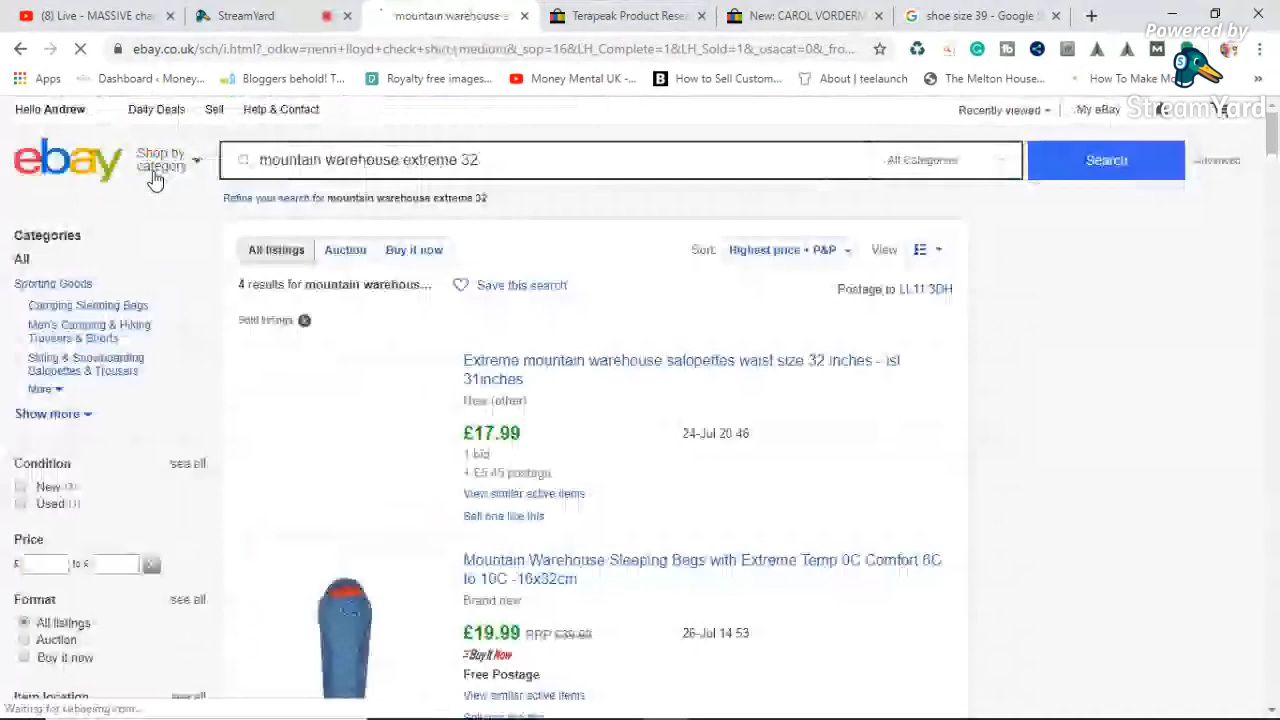 (8) Live - MASSIVE cha
StreamYard
mountain warehouse
Terapeak Product Rese
New: CAROL VORDERM
shoe size 39 - Google S
Powered by
StreamYard
ebay.co.uk/sch/i.html?_odkw=henri+lloyd+check+shirt+medium&_sop=16&LH_Complete=1&LH_Sold=1&_osacat=0&_fro...
Apps
Dashboard ‹ Money...
Bloggers behold! T...
Royalty free images...
Money Mental UK -...
How to Sell Custom...
About | teelaunch
The Melton House...
How To Make Mo
Hello Andrew
Daily Deals
Sell
Help & Contact
Recently viewed
My eBay
ebay
Shop by category
mountain warehouse extreme 32
All Categories
Search
Advanced
Refine your search for mountain warehouse extreme 32
Categories
All
Sporting Goods
Camping Sleeping Bags
Men's Camping & Hiking
Trousers & Shorts
Skiing & Snowboarding
Salopettes & Trousers
More
Show more
All listings
Auction
Buy it now
Sort:
Highest price + P&P
View
4 results for mountain warehous...
Save this search
Postage to LL11 3DH
Sold listings
Extreme mountain warehouse salopettes waist size 32 inches - isl
31inches
New (other)
£17.99
24-Jul 20:46
1 bid
+ £5.45 postage
View similar active items
Sell one like this
Condition
see all
New (3)
Used (1)
Price
£
to £
Format
see all
All listings
Auction
Buy it now
Item location
see all
Mountain Warehouse Sleeping Bags with Extreme Temp 0C Comfort 6C
to 10C -16x32cm
Brand new
£19.99
26-Jul 14:53
Buy It Now
Free Postage
View similar active items